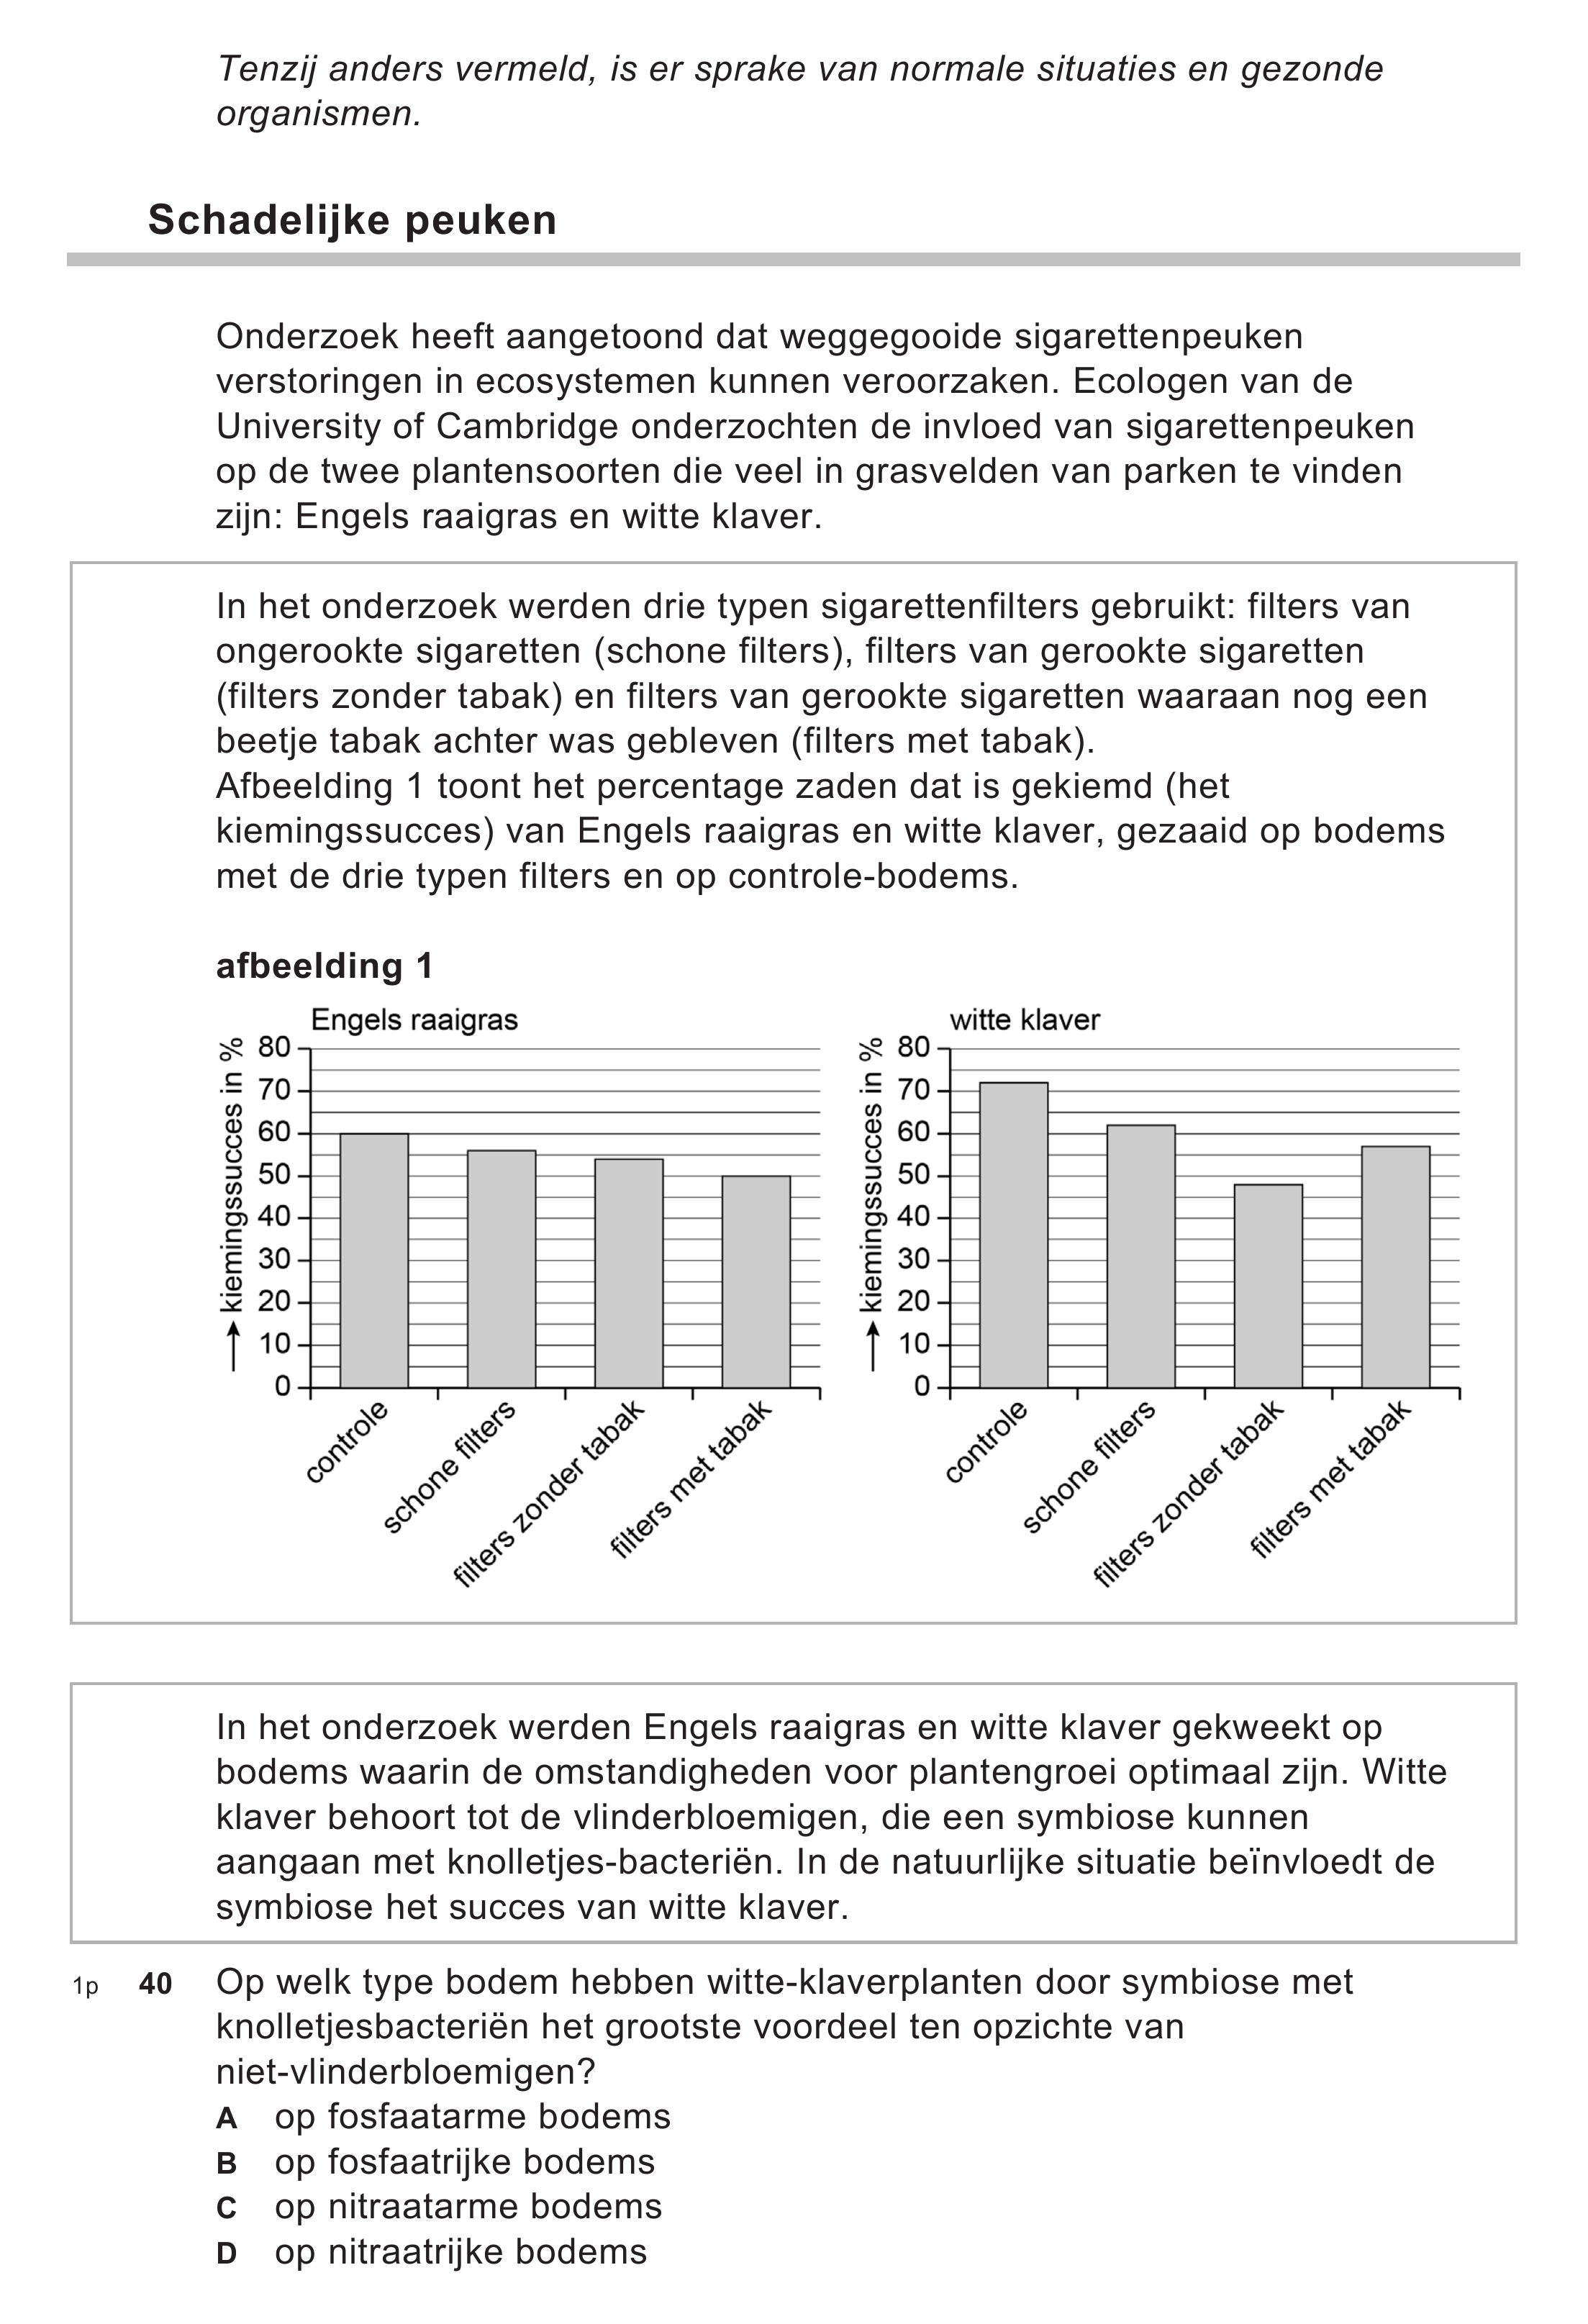 Tenzij anders vermeld, is er sprake van normale situaties en gezonde
organismen.
Schadelijke peuken
Onderzoek heeft aangetoond dat weggegooide sigarettenpeuken
verstoringen in ecosystemen kunnen veroorzaken. Ecologen van de
University of Cambridge onderzochten de invloed van sigarettenpeuken
op de twee plantensoorten die veel in grasvelden van parken te vinden
zijn: Engels raaigras en witte klaver.
In het onderzoek werden drie typen sigarettenfilters gebruikt: filters van
ongerookte sigaretten (schone filters), filters van gerookte sigaretten
(filters zonder tabak) en filters van gerookte sigaretten waaraan nog een
beetje tabak achter was gebleven (filters met tabak).
Afbeelding 1 toont het percentage zaden dat is gekiemd (het
kiemingssucces) van Engels raaigras en witte klaver, gezaaid op bodems
met de drie typen filters en op controle-bodems.
afbeelding 1
Engels raaigras
kiemingssucces in %
80
70
60
50
40
30
20
10
0
controle
schone filters
filters zonder tabak
filters met tabak
witte klaver
kiemingssucces in %
80
70
60
50
40
30
20
10
0
controle
schone filters
filters zonder tabak
filters met tabak
In het onderzoek werden Engels raaigras en witte klaver gekweekt op
bodems waarin de omstandigheden voor plantengroei optimaal zijn. Witte
klaver behoort tot de vlinderbloemigen, die een symbiose kunnen
aangaan met knolletjes-bacteriën. In de natuurlijke situatie beïnvloedt de
symbiose het succes van witte klaver.
1p 40 Op welk type bodem hebben witte-klaverplanten door symbiose met
knolletjesbacteriën het grootste voordeel ten opzichte van
niet-vlinderbloemigen?
A op fosfaatarme bodems
B op fosfaatrijke bodems
C op nitraatarme bodems
D op nitraatrijke bodems